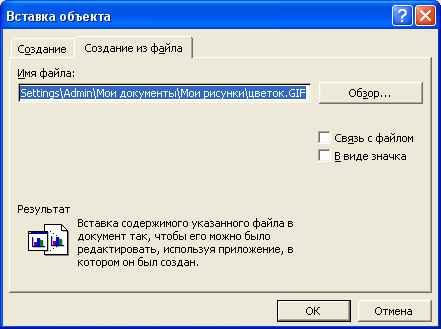 Вставка объекта
Создание
Создание из файла
Имя файла:
Settings\Admin\Мои документы\Мои рисунки\цветок.GIF
Обзор...
Связь с файлом
В виде значка
Результат
Вставка содержимого указанного файла в
документ так, чтобы его можно было
редактировать, используя приложение, в
котором он был создан.
ОК
Отмена